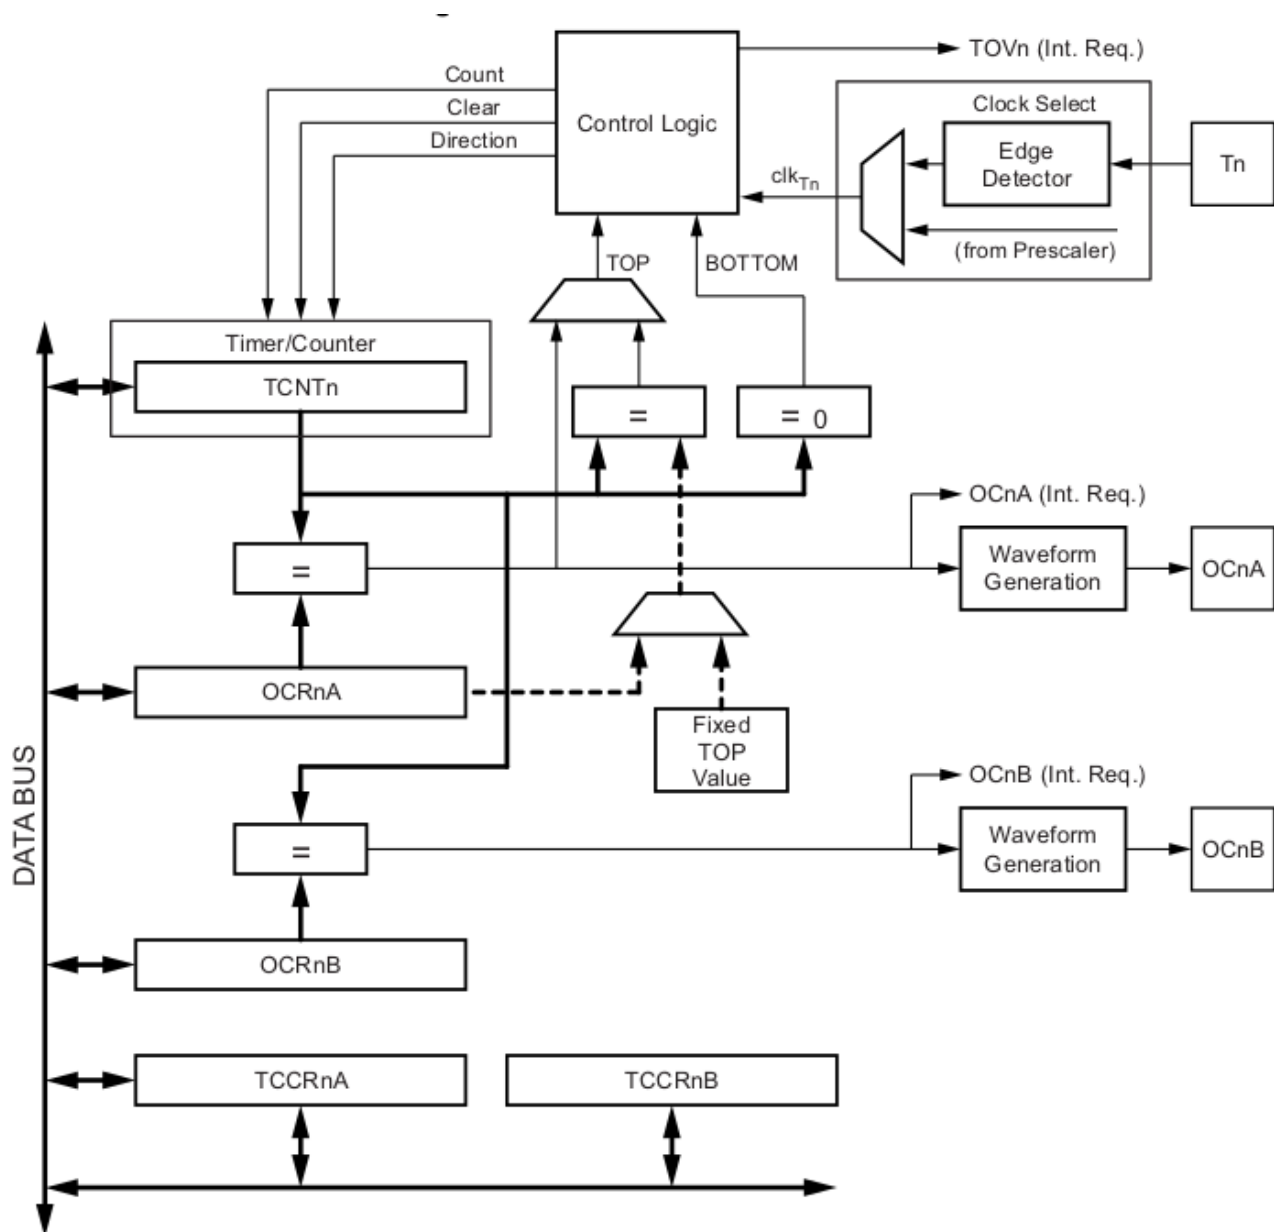 TOVn (Int. Req.)
Count
Clear
Direction
Control Logic
Clock Select
Edge
Detector
Tn
clkTn
(from Prescaler)
TOP
BOTTOM
Timer/Counter
TCNTn
=
= 0
OCnA (Int. Req.)
=
Waveform
Generation
OCnA
OCRnA
Fixed
TOP
Value
DATA BUS
OCnB (Int. Req.)
=
Waveform
Generation
OCnB
OCRnB
TCCRnA
TCCRnB